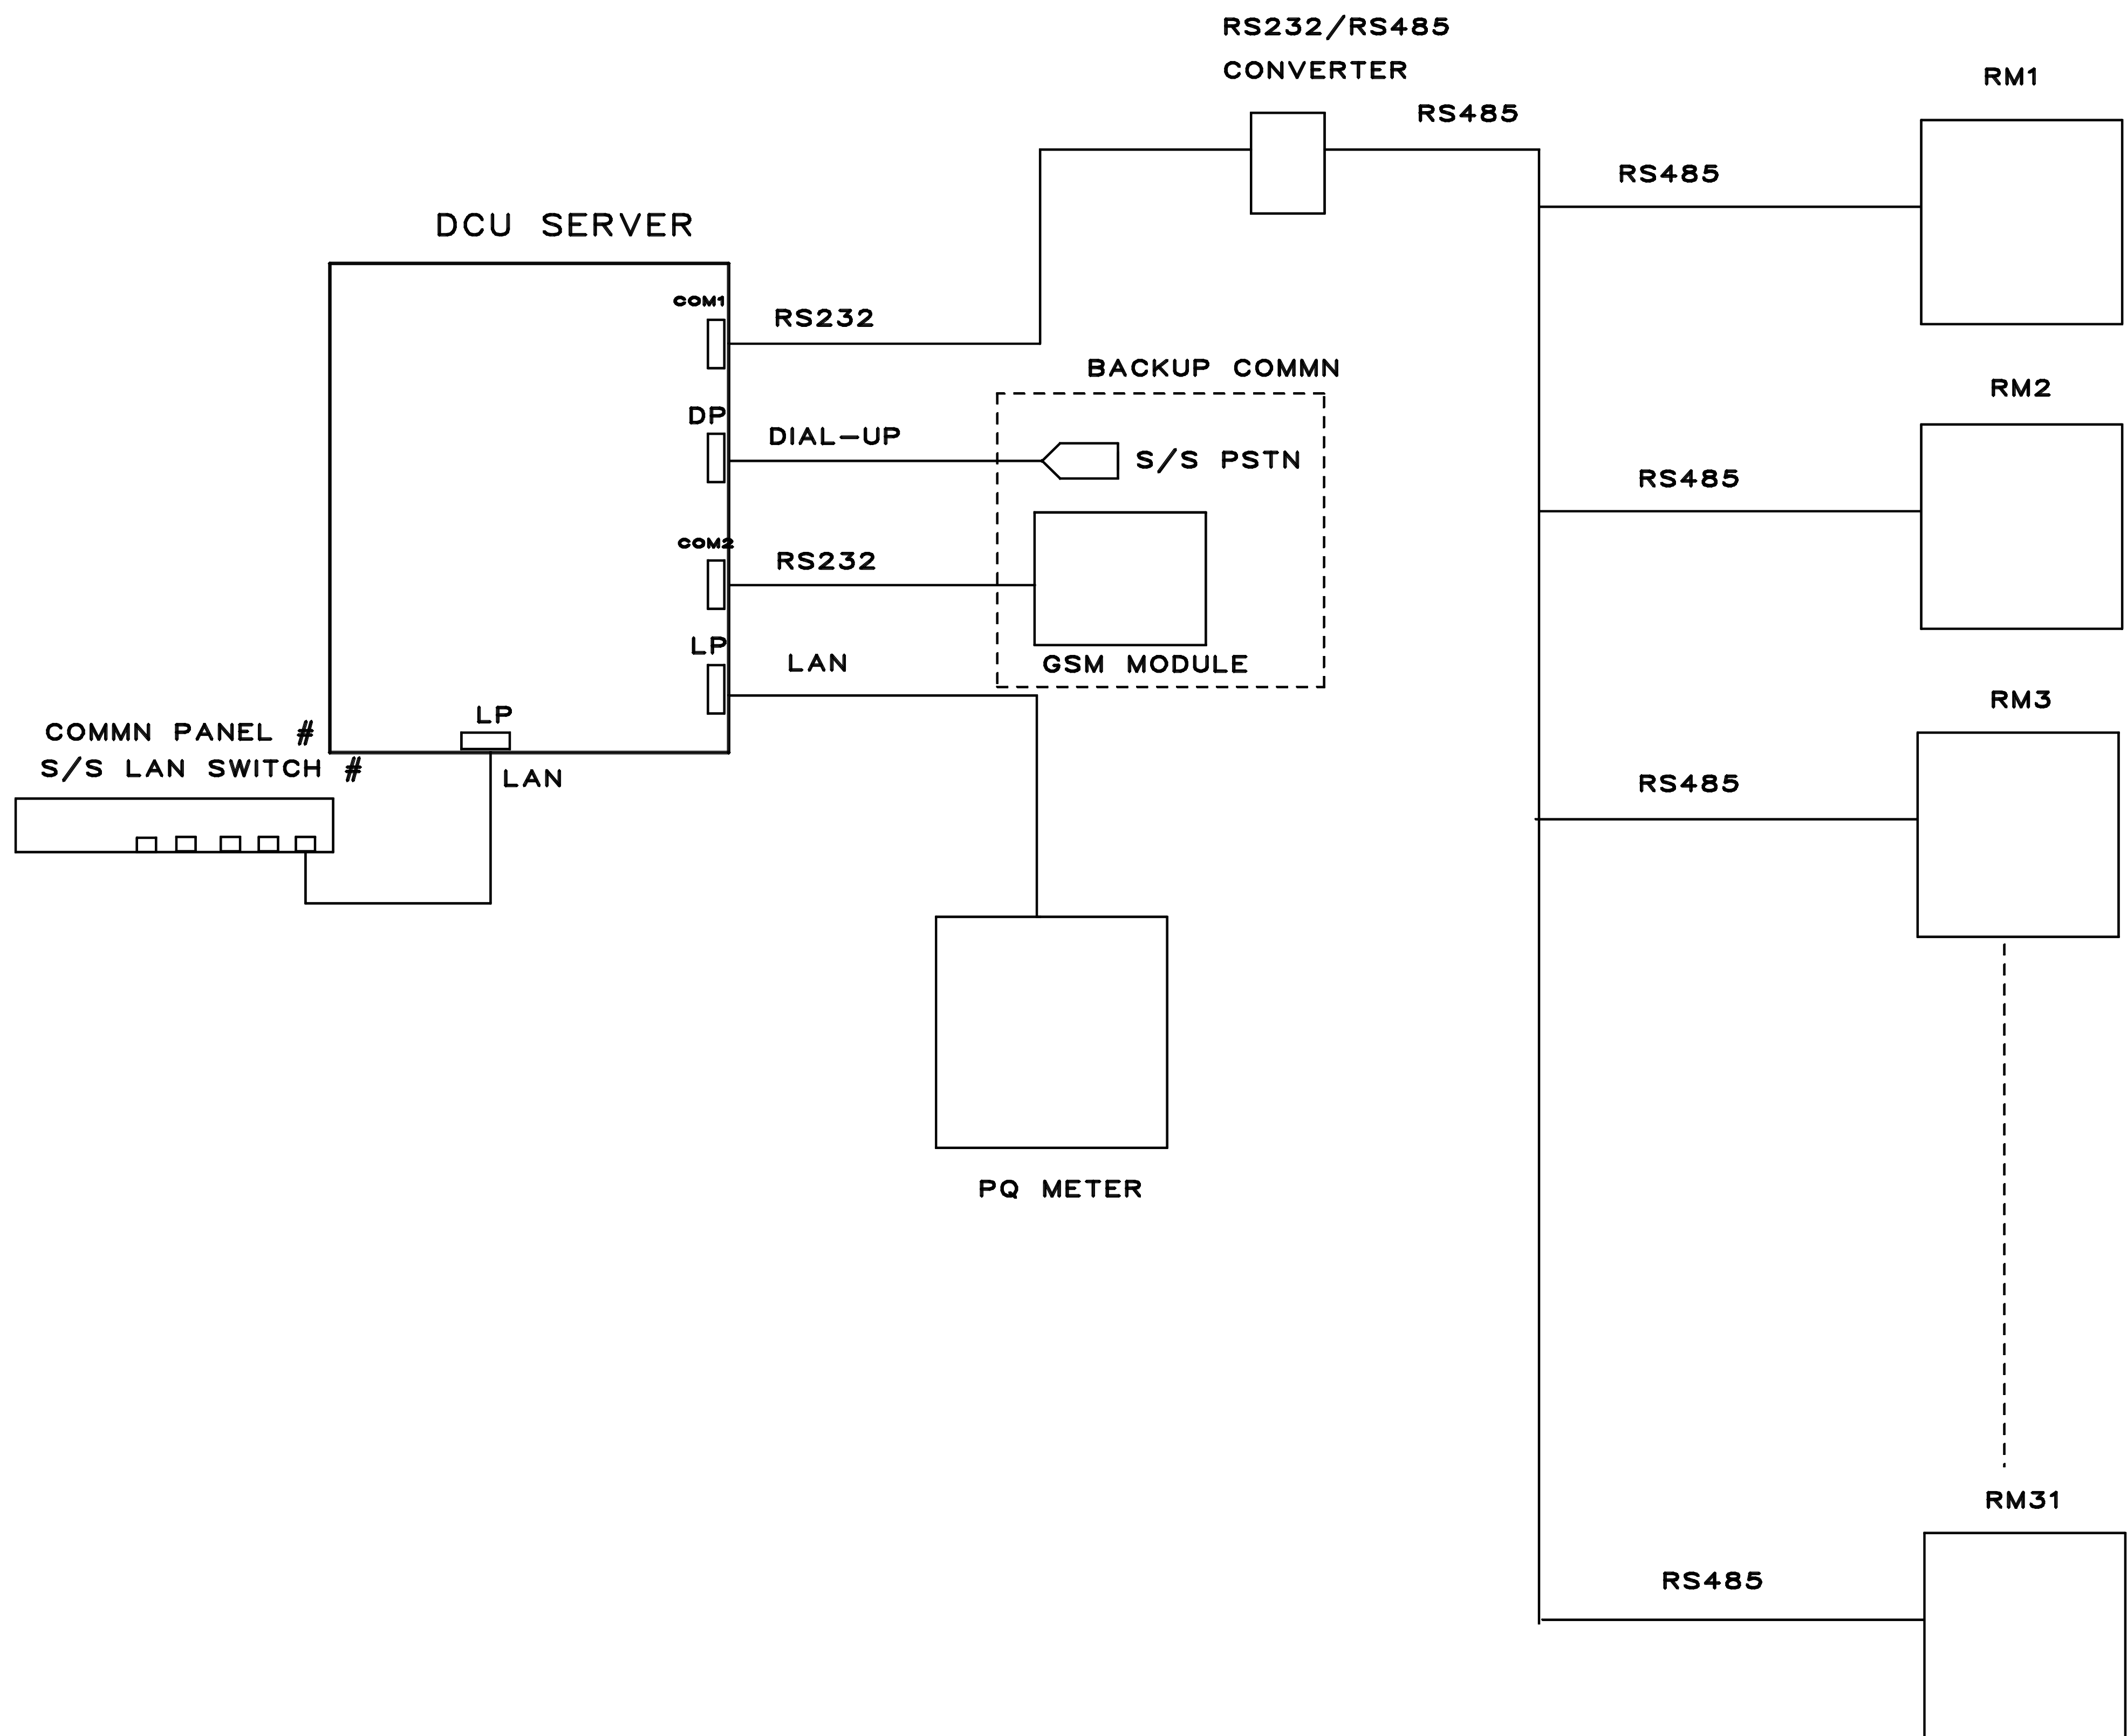 RS232/RS485
CONVERTER
RS485
RM1
RS485
DCU SERVER
COM1
RS232
BACKUP COMMN
RM2
DP
DIAL-UP
S/S PSTN
RS485
COM2
RS232
LP
LAN
GSM MODULE
RM3
LP
COMMN PANEL #
S/S LAN SWITCH #
LAN
RS485
PQ METER
RM31
RS485